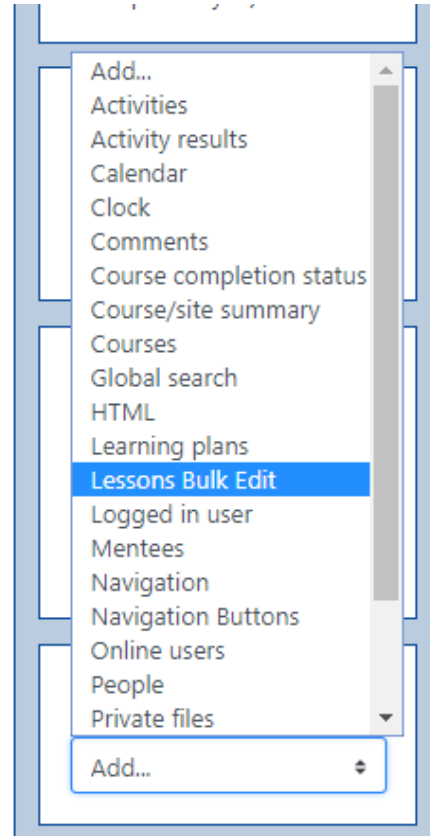 Add...
Activities
Activity results
Calendar
Clock
Comments
Course completion status
Course/site summary
Courses
Global search
HTML
Learning plans
Lessons Bulk Edit
Logged in user
Mentees
Navigation
Navigation Buttons
Online users
People
Private files
Add...